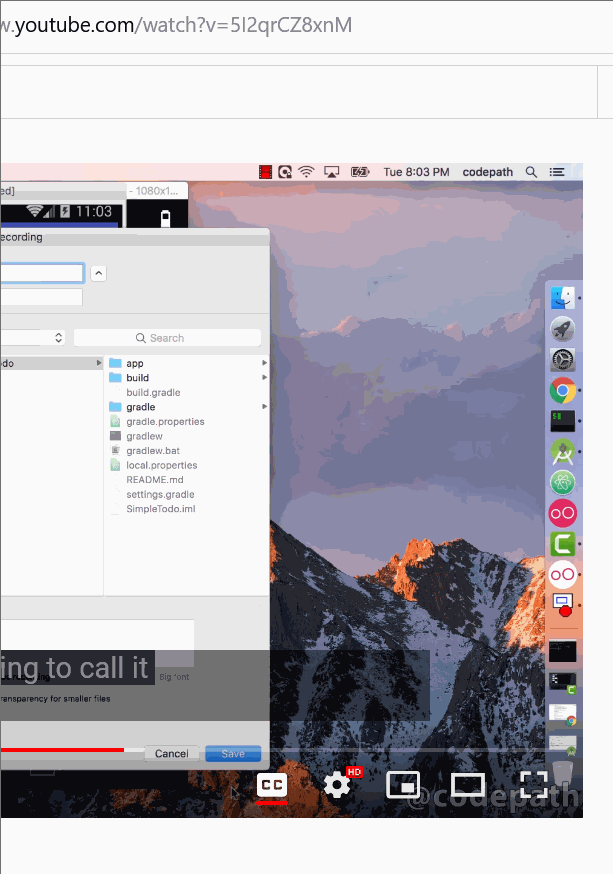 w.youtube.com/watch?v=5I2qrCZ8xnM
Tue 8:03 PM codepath
ed] - 1080x1...
11:03
ecording
Search
odo
app
build
build.gradle
gradle
gradle.properties
gradlew
gradlew.bat
local.properties
README.md
settings.gradle
SimpleTodo.iml
ing to call it
Big font
transparency for smaller files
Cancel Save
CC HD
@codepath